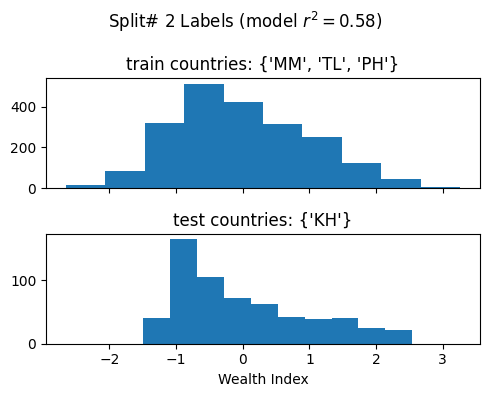 Split# 2 Labels (model r² = 0.58)
train countries: {'MM', 'TL', 'PH'}
400
200
0
test countries: {'KH'}
100
0
−2 −1 0 1 2 3
Wealth Index